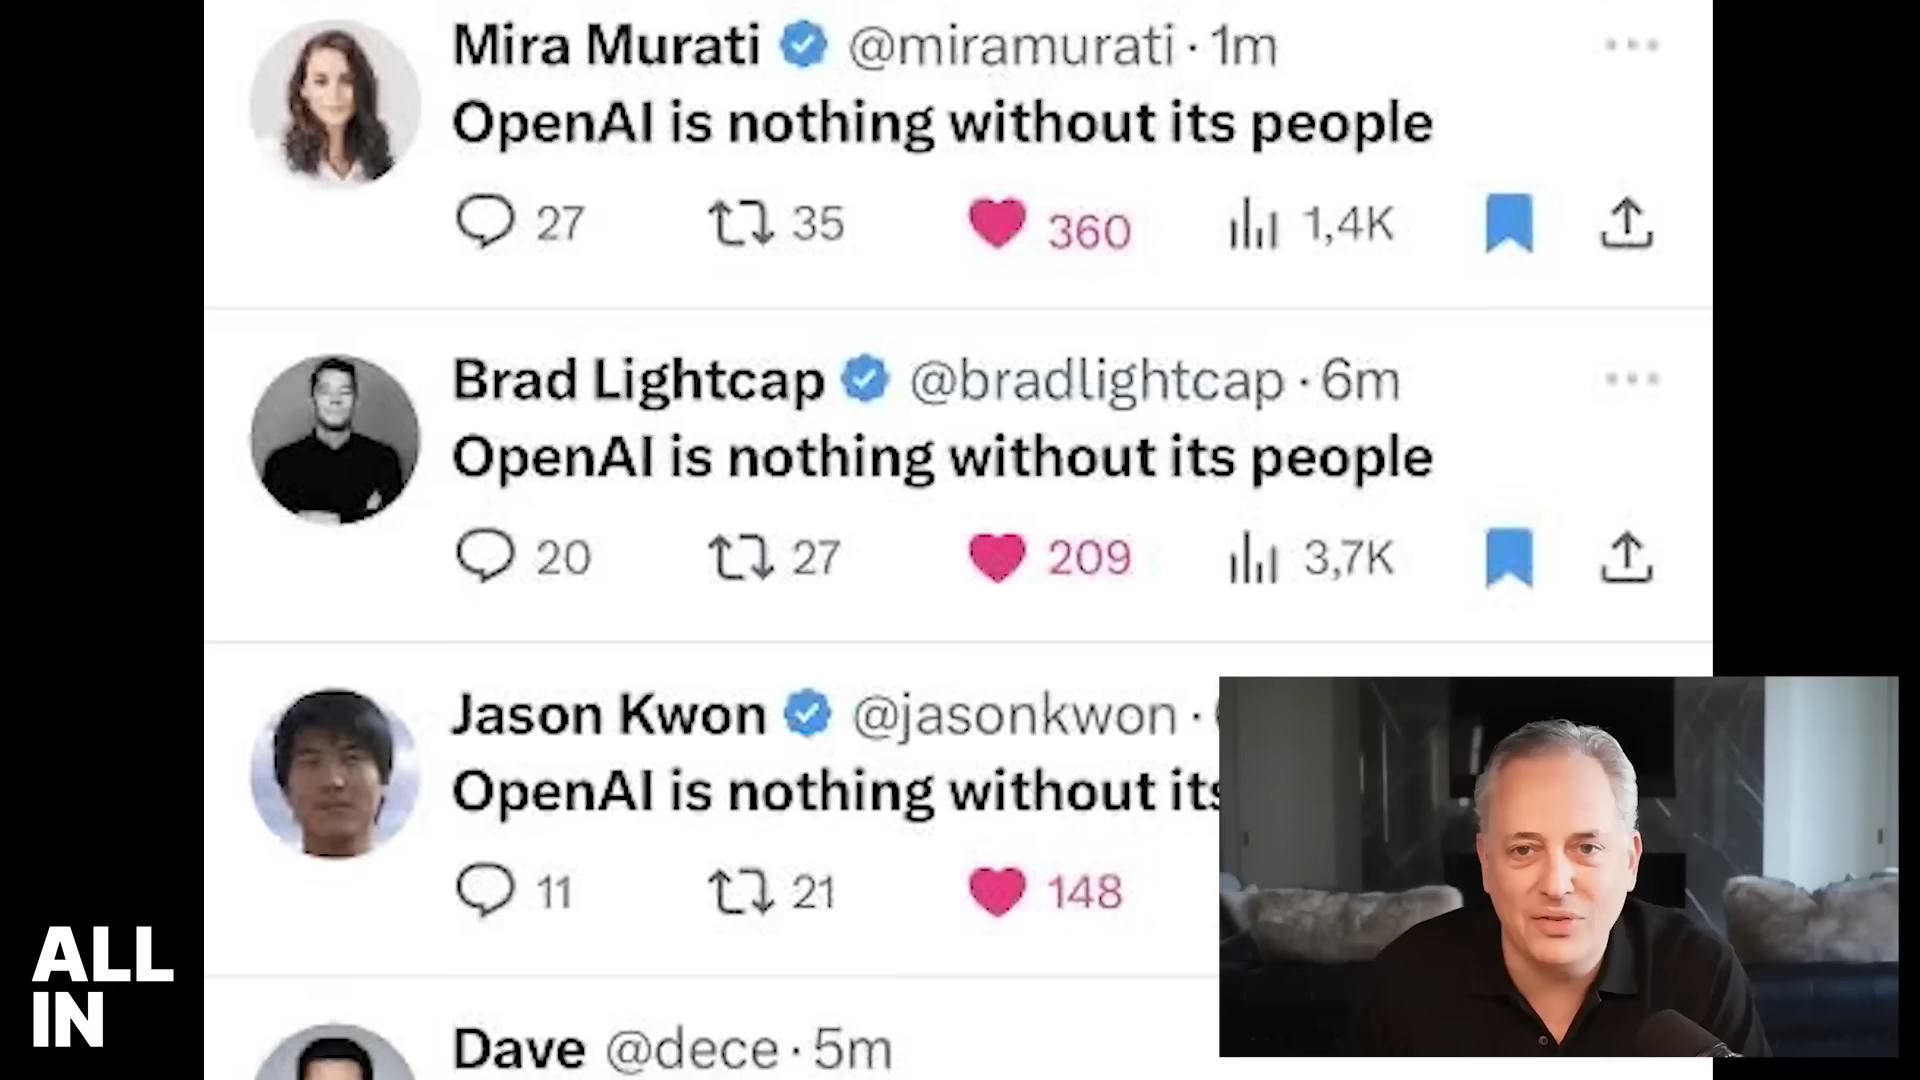 Mira Murati @miramurati · 1m
OpenAI is nothing without its people
27 35 360 1,4K
Brad Lightcap @bradlightcap · 6m
OpenAI is nothing without its people
20 27 209 3,7K
Jason Kwon @jasonkwon ·
OpenAI is nothing without its
11 21 148
Dave @dece · 5m
ALL
IN